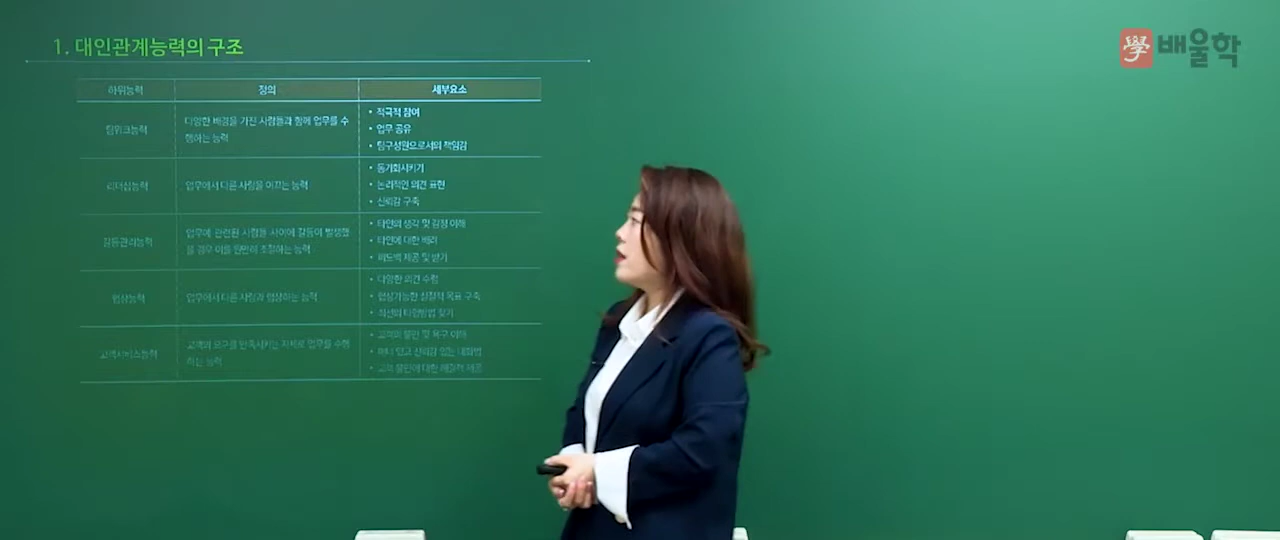 1. 대인관계능력의 구조
學 배울학
하위능력 정의 세부요소
팀워크능력
다양한 배경을 가진 사람들과 함께 업무를 수
행하는 능력
• 적극적 참여
• 업무 공유
• 팀구성원으로서의 책임감
리더십능력
업무에서 다른 사람을 이끄는 능력
• 동기화시키기
• 논리적인 의견 표현
• 신뢰감 구축
갈등관리능력
업무에 관련된 사람들 사이에 갈등이 발생했
을 경우 이를 원만히 조절하는 능력
• 타인의 생각 및 감정 이해
• 타인에 대한 배려
• 피드백 제공 및 받기
협상능력
업무에서 다른 사람과 협상하는 능력
• 다양한 의견 수렴
• 협상가능한 실질적 목표 구축
• 최선의 타협방법 찾기
고객서비스능력
고객의 요구를 만족시키는 자세로 업무를 수행
하는 능력
• 고객의 불만 및 욕구 이해
• 매너 있고 신뢰감 있는 대화법
• 고객 불만에 대한 해결책 제공